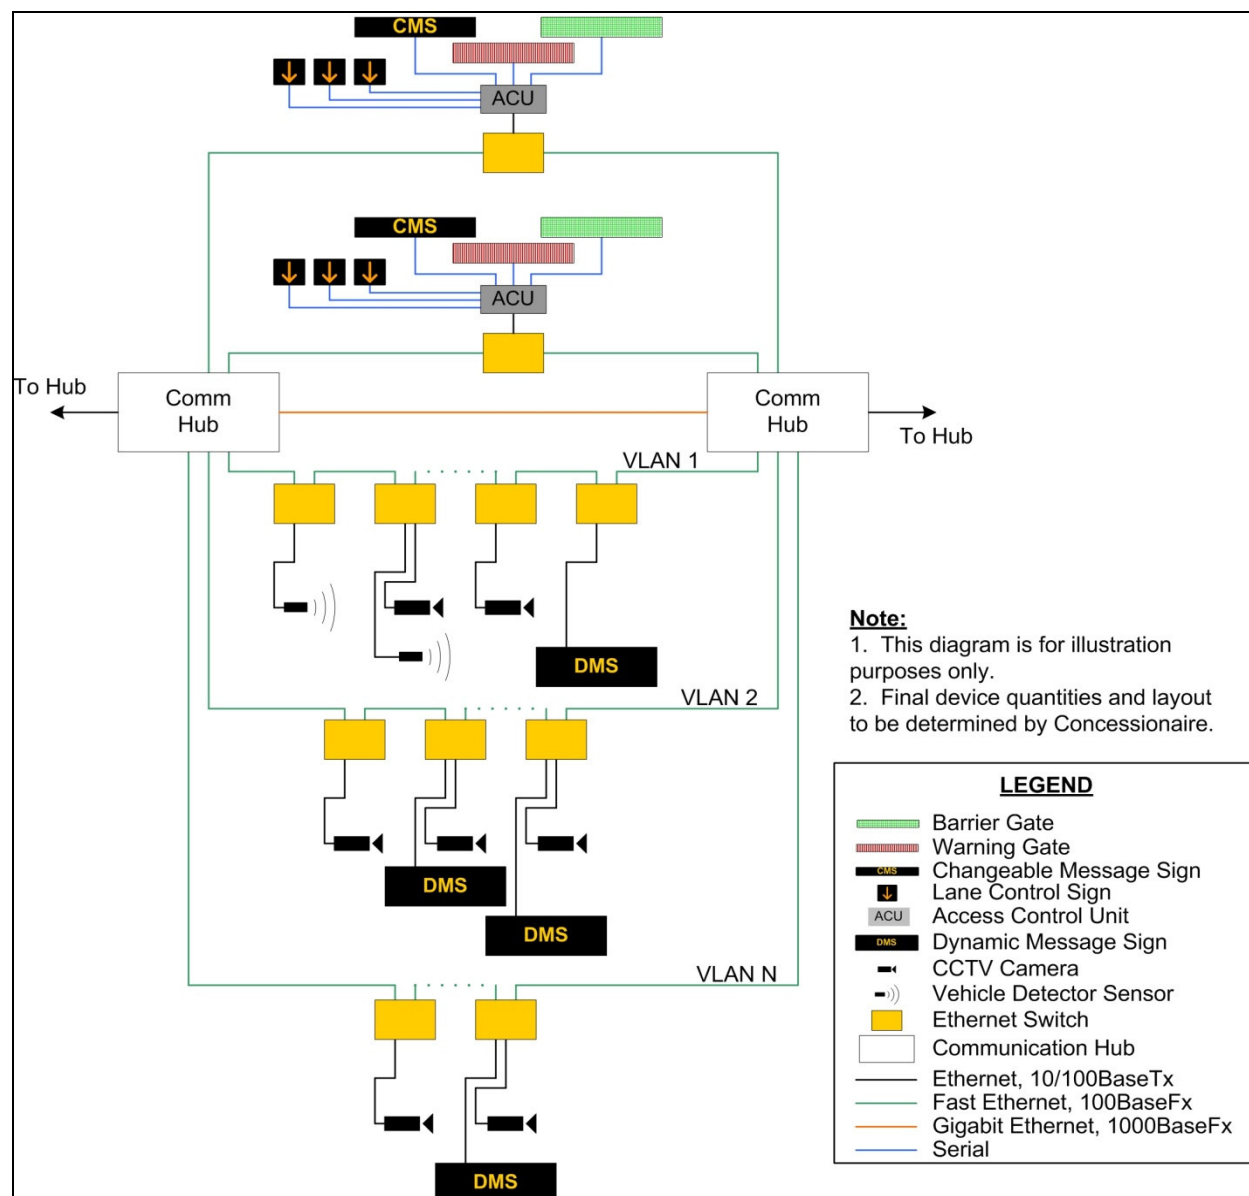 CMS
ACU
CMS
ACU
To Hub
Comm
Hub
Comm
Hub
To Hub
VLAN 1
DMS
VLAN 2
DMS
DMS
VLAN N
DMS
Note:
1. This diagram is for illustration
purposes only.
2. Final device quantities and layout
to be determined by Concessionaire.
LEGEND
Barrier Gate
Warning Gate
CMS Changeable Message Sign
Lane Control Sign
ACU Access Control Unit
DMS Dynamic Message Sign
CCTV Camera
Vehicle Detector Sensor
Ethernet Switch
Communication Hub
Ethernet, 10/100BaseTx
Fast Ethernet, 100BaseFx
Gigabit Ethernet, 1000BaseFx
Serial